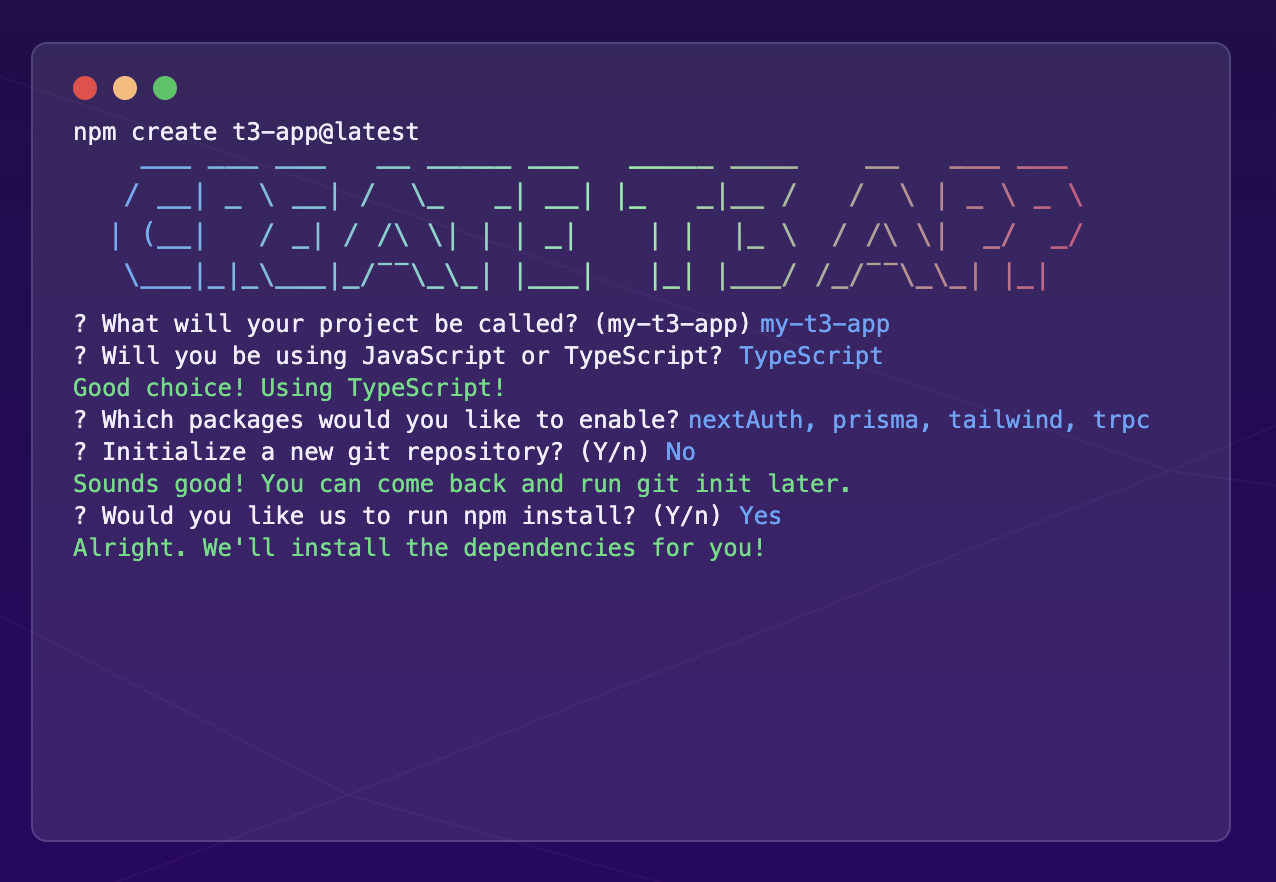 npm create t3-app@latest
CREATE T3 APP
? What will your project be called? (my-t3-app) my-t3-app
? Will you be using JavaScript or TypeScript? TypeScript
Good choice! Using TypeScript!
? Which packages would you like to enable? nextAuth, prisma, tailwind, trpc
? Initialize a new git repository? (Y/n) No
Sounds good! You can come back and run git init later.
? Would you like us to run npm install? (Y/n) Yes
Alright. We'll install the dependencies for you!